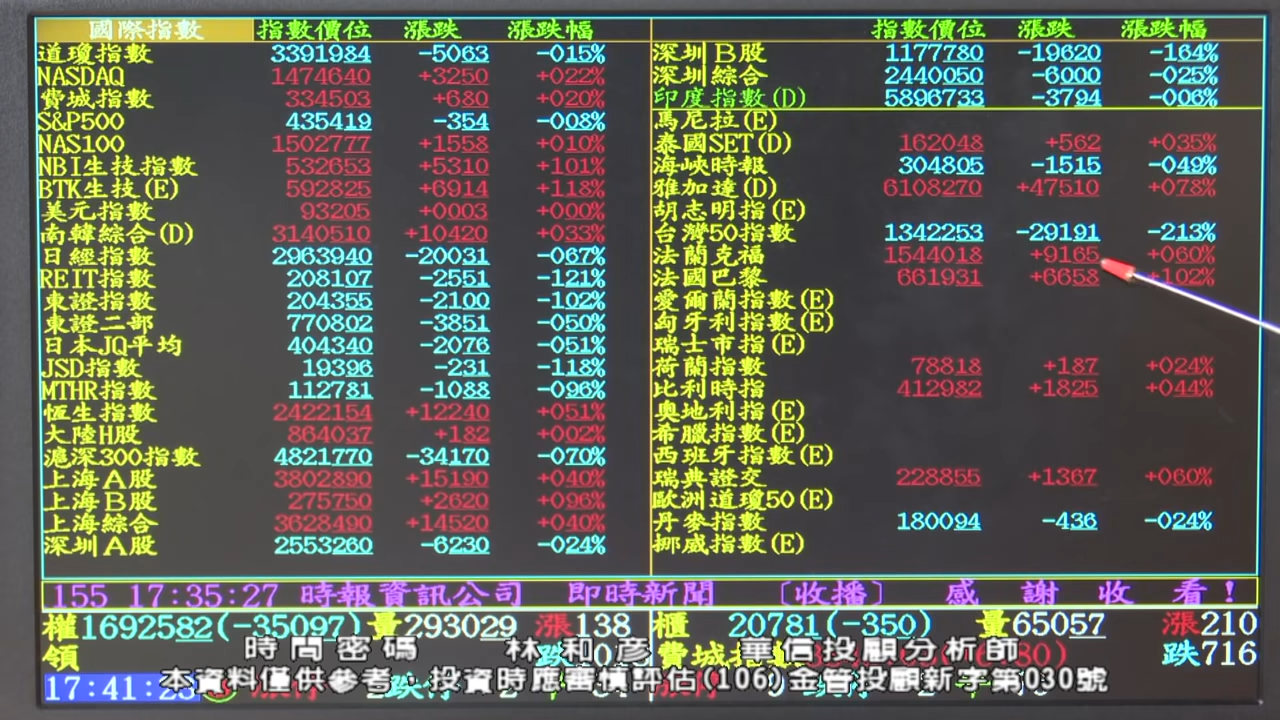 國際指數 指數價位 漲跌 漲跌幅
道瓊指數 3391984 -5063 -015%
NASDAQ 1474640 +3250 +022%
費城指數 334503 +680 +020%
S&P500 435419 -354 -008%
NAS100 1502777 +1558 +010%
NBI生技指數 532653 +5310 +101%
BTK生技(E) 592825 +6914 +118%
美元指數 93205 +0003 +000%
南韓綜合(D) 3140510 +10420 +033%
日經指數 2963940 -20031 -067%
REIT指數 208107 -2551 -121%
東證指數 204355 -2100 -102%
東證二部 770802 -3851 -050%
日本JQ平均 404340 -2076 -051%
JSD指數 19396 -231 -118%
MTHR指數 112781 -1088 -096%
恆生指數 2422154 +12240 +051%
大陸H股 864037 +182 +002%
滬深300指數 4821770 -34170 -070%
上海A股 3802890 +15190 +040%
上海B股 275750 +2620 +096%
上海綜合 3628490 +14520 +040%
深圳A股 2553260 -6230 -024%
指數價位 漲跌 漲跌幅
深圳B股 1177780 -19620 -164%
深圳綜合 2440050 -6000 -025%
印度指數(D) 5896733 -3794 -006%
馬尼拉(E)
泰國SET(D) 162048 +562 +035%
海峽時報 304805 -1515 -049%
雅加達(D) 6108270 +47510 +078%
胡志明指(E)
台灣50指數 1342253 -29191 -213%
法蘭克福 1544018 +9165 +060%
法國巴黎 661931 +6658 +102%
愛爾蘭指數(E)
匈牙利指數(E)
瑞士市指(E)
荷蘭指數 78818 +187 +024%
比利時指 412982 +1825 +044%
奧地利指(E)
希臘指數(E)
西班牙指數(E)
瑞典證交 228855 +1367 +060%
歐洲道瓊50(E)
丹麥指數 180094 -436 -024%
挪威指數(E)
155 17:35:27 時報資訊公司 即時新聞 〔收播〕 感 謝 收 看！
權1692582(-35097)量293029 漲138 櫃 20781(-350) 量65057 漲210
領 費城指數 跌716
時間密碼 林和彥 華信投顧分析師
17:41:2
本資料僅供參考，投資時應審慎評估(106)金管投顧新字第030號